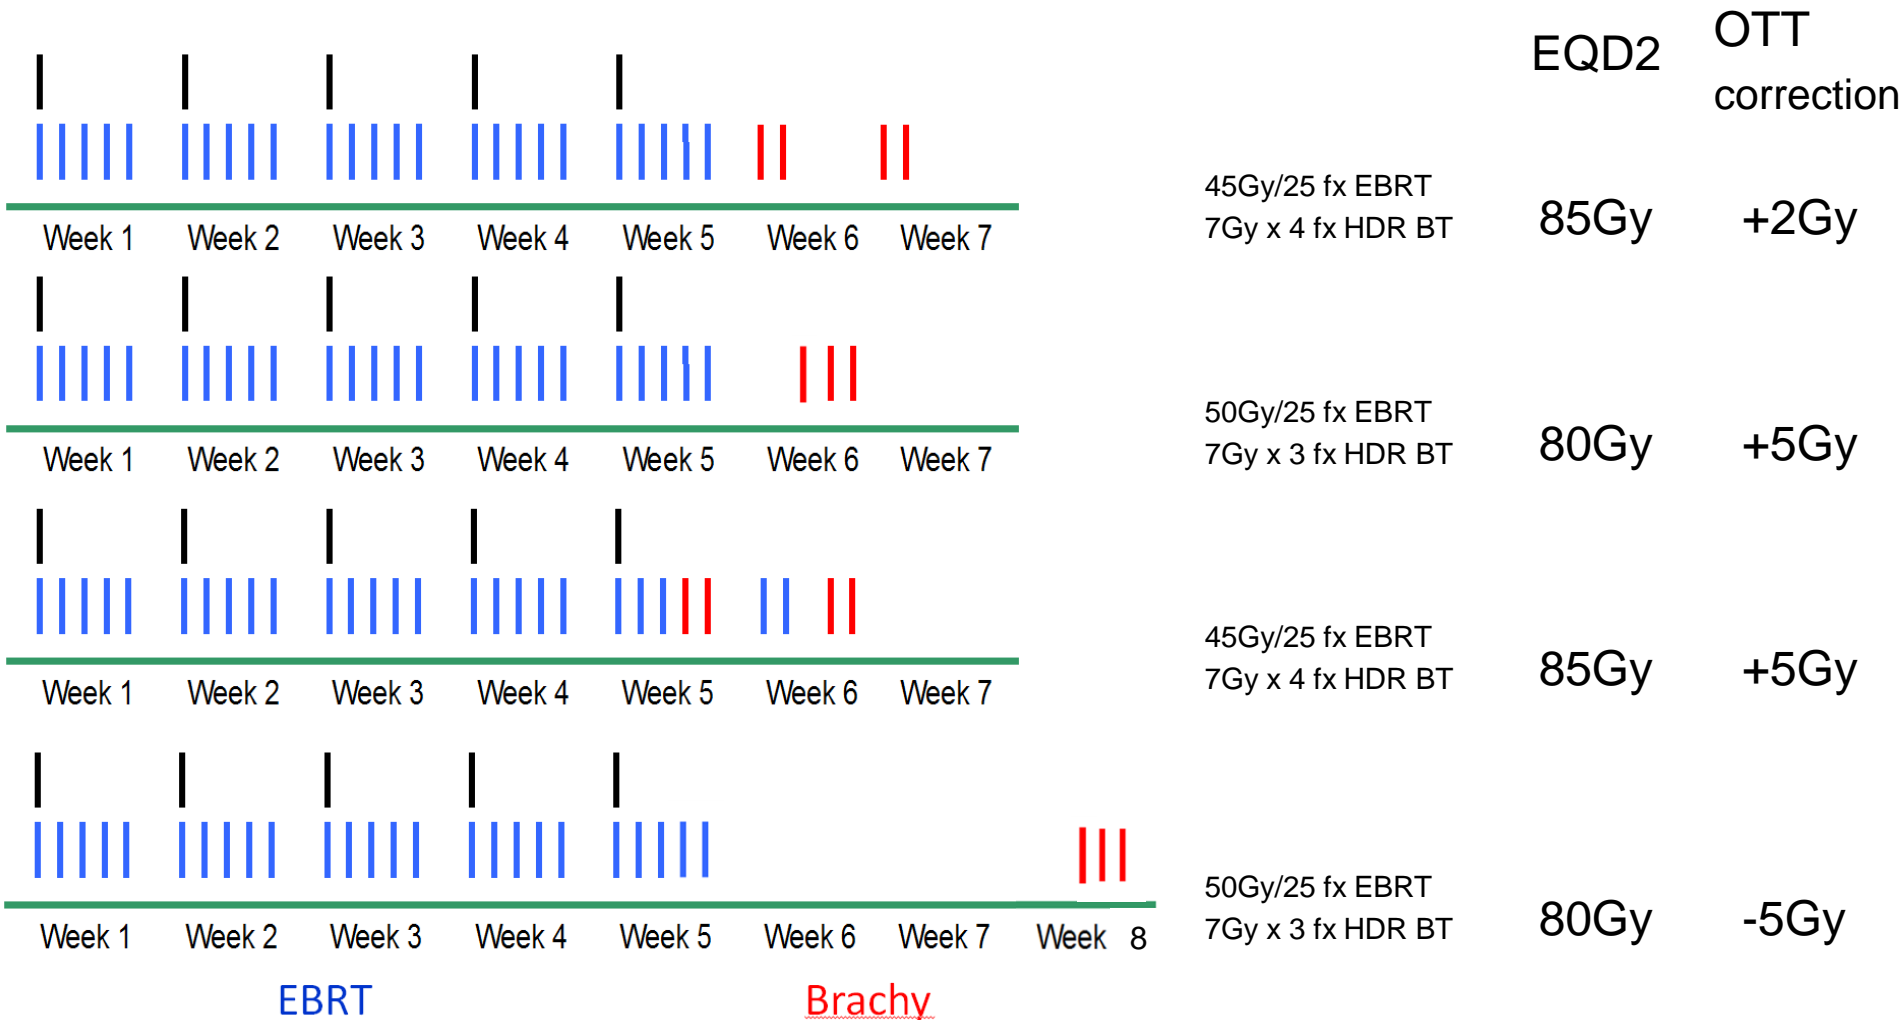 EQD2
OTT
correction
Week 1 Week 2 Week 3 Week 4 Week 5 Week 6 Week 7
45Gy/25 fx EBRT
7Gy x 4 fx HDR BT
85Gy
+2Gy
Week 1 Week 2 Week 3 Week 4 Week 5 Week 6 Week 7
50Gy/25 fx EBRT
7Gy x 3 fx HDR BT
80Gy
+5Gy
Week 1 Week 2 Week 3 Week 4 Week 5 Week 6 Week 7
45Gy/25 fx EBRT
7Gy x 4 fx HDR BT
85Gy
+5Gy
Week 1 Week 2 Week 3 Week 4 Week 5 Week 6 Week 7 Week 8
50Gy/25 fx EBRT
7Gy x 3 fx HDR BT
80Gy
-5Gy
EBRT
Brachy